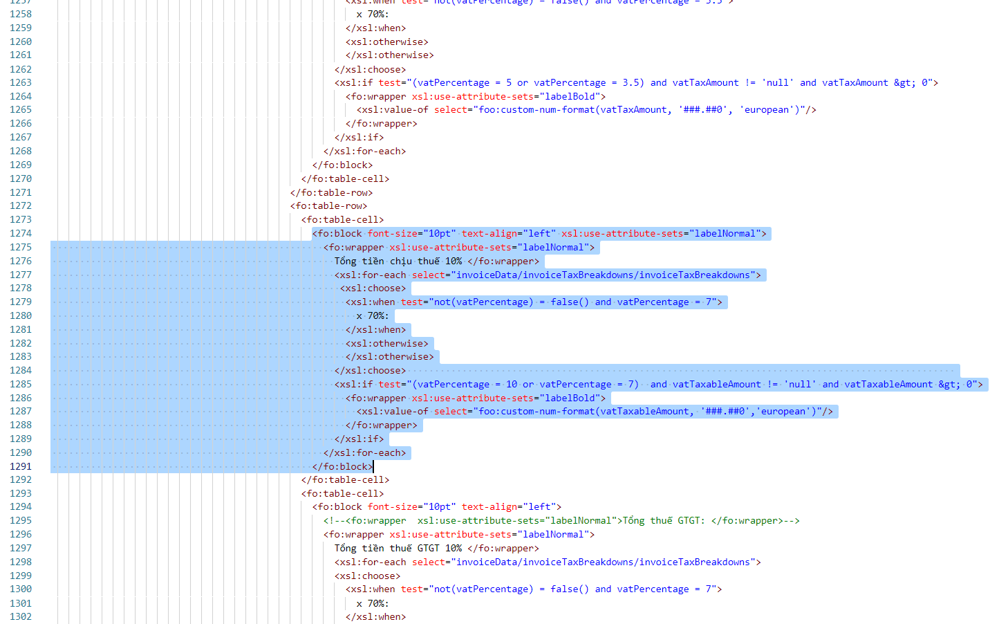 1257 <xsl:when test="not(vatPercentage) = false() and vatPercentage = 3.5">
1258 x 70%:
1259 </xsl:when>
1260 <xsl:otherwise>
1261 </xsl:otherwise>
1262 </xsl:choose>
1263 <xsl:if test="(vatPercentage = 5 or vatPercentage = 3.5) and vatTaxAmount != 'null' and vatTaxAmount &gt; 0">
1264 <fo:wrapper xsl:use-attribute-sets="labelBold">
1265 <xsl:value-of select="foo:custom-num-format(vatTaxAmount, '###.##0', 'european')"/>
1266 </fo:wrapper>
1267 </xsl:if>
1268 </xsl:for-each>
1269 </fo:block>
1270 </fo:table-cell>
1271 </fo:table-row>
1272 <fo:table-row>
1273 <fo:table-cell>
1274 <fo:block font-size="10pt" text-align="left" xsl:use-attribute-sets="labelNormal">
1275 <fo:wrapper xsl:use-attribute-sets="labelNormal">
1276 Tổng tiền chịu thuế 10% </fo:wrapper>
1277 <xsl:for-each select="invoiceData/invoiceTaxBreakdowns/invoiceTaxBreakdowns">
1278 <xsl:choose>
1279 <xsl:when test="not(vatPercentage) = false() and vatPercentage = 7">
1280 x 70%:
1281 </xsl:when>
1282 <xsl:otherwise>
1283 </xsl:otherwise>
1284 </xsl:choose>
1285 <xsl:if test="(vatPercentage = 10 or vatPercentage = 7)  and vatTaxableAmount != 'null' and vatTaxableAmount &gt; 0">
1286 <fo:wrapper xsl:use-attribute-sets="labelBold">
1287 <xsl:value-of select="foo:custom-num-format(vatTaxableAmount, '###.##0','european')"/>
1288 </fo:wrapper>
1289 </xsl:if>
1290 </xsl:for-each>
1291 </fo:block>
1292 </fo:table-cell>
1293 <fo:table-cell>
1294 <fo:block font-size="10pt" text-align="left">
1295 <!--<fo:wrapper  xsl:use-attribute-sets="labelNormal">Tổng thuế GTGT: </fo:wrapper>-->
1296 <fo:wrapper xsl:use-attribute-sets="labelNormal">
1297 Tổng tiền thuế GTGT 10% </fo:wrapper>
1298 <xsl:for-each select="invoiceData/invoiceTaxBreakdowns/invoiceTaxBreakdowns">
1299 <xsl:choose>
1300 <xsl:when test="not(vatPercentage) = false() and vatPercentage = 7">
1301 x 70%:
1302 </xsl:when>